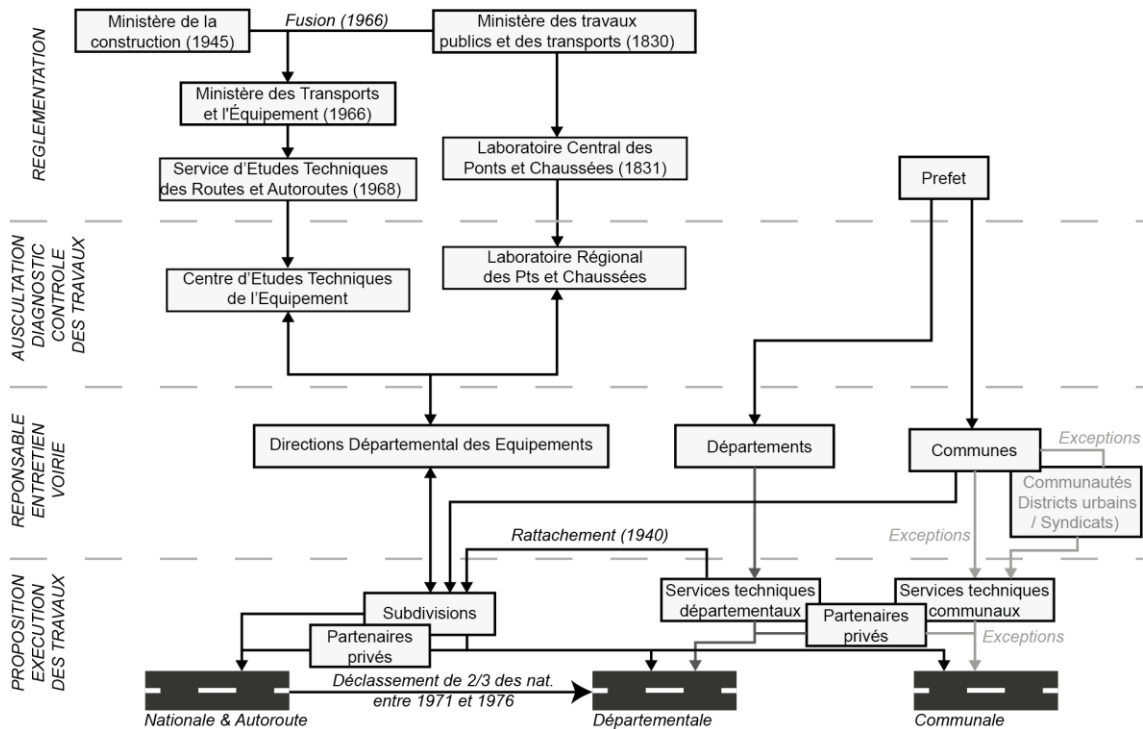 REGLEMENTATION
Ministère de la
construction (1945)
Fusion (1966)
Ministère des travaux
publics et des transports (1830)
Ministère des Transports
et l'Équipement (1966)
Service d'Etudes Techniques
des Routes et Autoroutes (1968)
Laboratoire Central des
Ponts et Chaussées (1831)
Prefet
AUSCULTATION
DIAGNOSTIC
CONTROLE
DES TRAVAUX
Centre d'Etudes Techniques
de l'Equipement
Laboratoire Régional
des Pts et Chaussées
REPONSABLE
ENTRETIEN
VOIRIE
Directions Départemental des Equipements
Départements
Communes
Exceptions
Communautés
Districts urbains
/ Syndicats)
Exceptions
Rattachement (1940)
PROPOSITION
EXECUTION
DES TRAVAUX
Subdivisions
Partenaires
privés
Services techniques
départementaux
Services techniques
communaux
Partenaires
privés
Exceptions
Déclassement de 2/3 des nat.
entre 1971 et 1976
Nationale & Autoroute
Départementale
Communale